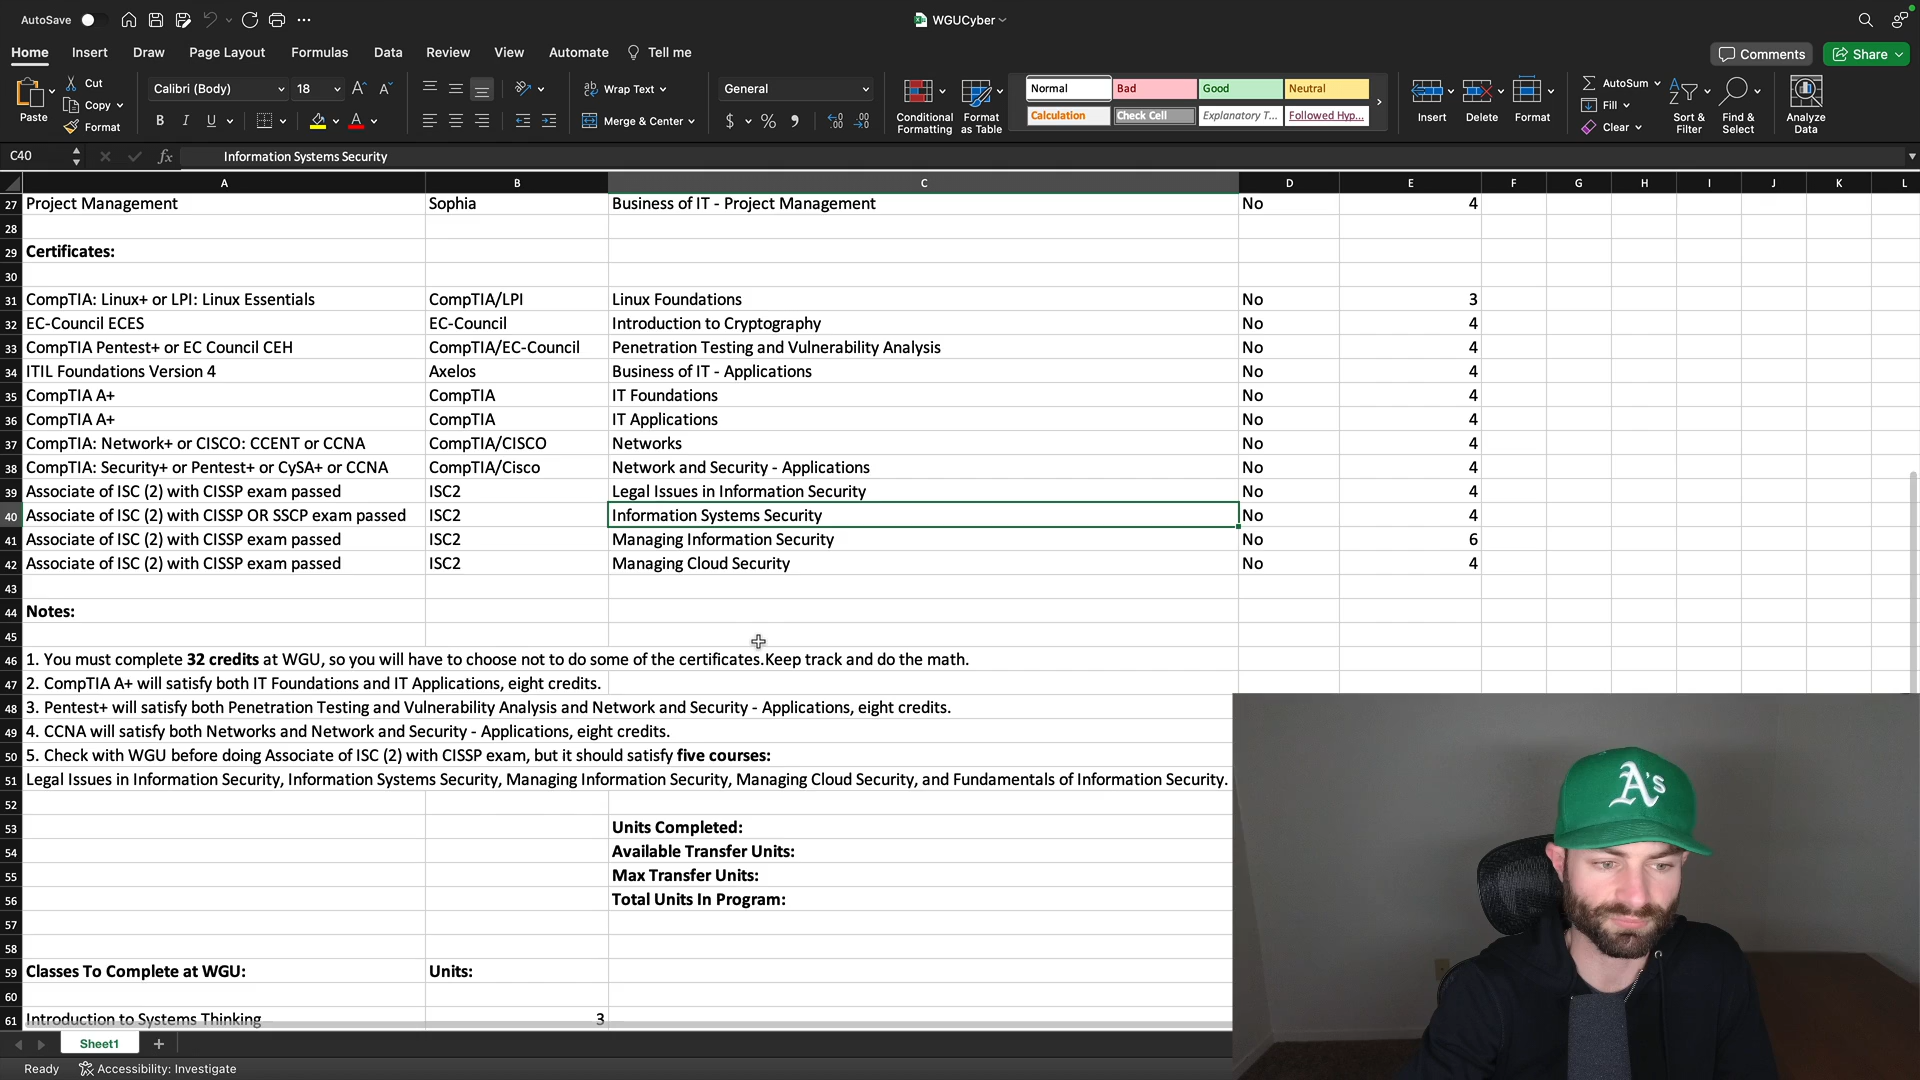 AutoSave
WGUCyber
Home Insert Draw Page Layout Formulas Data Review View Automate Tell me
Comments Share
Paste Cut Copy Format
Calibri (Body) 18
B I U
Wrap Text
Merge & Center
General
$ % 9
Conditional Formatting
Format as Table
Normal Bad Good Neutral
Calculation Check Cell Explanatory T... Followed Hyp...
Insert Delete Format
AutoSum
Fill
Clear
Sort & Filter
Find & Select
Analyze Data
C40 fx Information Systems Security
A B C D E F G H I J K L
27 Project Management Sophia Business of IT - Project Management No 4
28
29 Certificates:
30
31 CompTIA: Linux+ or LPI: Linux Essentials CompTIA/LPI Linux Foundations No 3
32 EC-Council ECES EC-Council Introduction to Cryptography No 4
33 CompTIA Pentest+ or EC Council CEH CompTIA/EC-Council Penetration Testing and Vulnerability Analysis No 4
34 ITIL Foundations Version 4 Axelos Business of IT - Applications No 4
35 CompTIA A+ CompTIA IT Foundations No 4
36 CompTIA A+ CompTIA IT Applications No 4
37 CompTIA: Network+ or CISCO: CCENT or CCNA CompTIA/CISCO Networks No 4
38 CompTIA: Security+ or Pentest+ or CySA+ or CCNA CompTIA/Cisco Network and Security - Applications No 4
39 Associate of ISC (2) with CISSP exam passed ISC2 Legal Issues in Information Security No 4
40 Associate of ISC (2) with CISSP OR SSCP exam passed ISC2 Information Systems Security No 4
41 Associate of ISC (2) with CISSP exam passed ISC2 Managing Information Security No 6
42 Associate of ISC (2) with CISSP exam passed ISC2 Managing Cloud Security No 4
43
44 Notes:
45
46 1. You must complete 32 credits at WGU, so you will have to choose not to do some of the certificates.Keep track and do the math.
47 2. CompTIA A+ will satisfy both IT Foundations and IT Applications, eight credits.
48 3. Pentest+ will satisfy both Penetration Testing and Vulnerability Analysis and Network and Security - Applications, eight credits.
49 4. CCNA will satisfy both Networks and Network and Security - Applications, eight credits.
50 5. Check with WGU before doing Associate of ISC (2) with CISSP exam, but it should satisfy five courses:
51 Legal Issues in Information Security, Information Systems Security, Managing Information Security, Managing Cloud Security, and Fundamentals of Information Security.
52
53 Units Completed:
54 Available Transfer Units:
55 Max Transfer Units:
56 Total Units In Program:
57
58
59 Classes To Complete at WGU: Units:
60
61 Introduction to Systems Thinking 3
Sheet1
Ready Accessibility: Investigate
A's